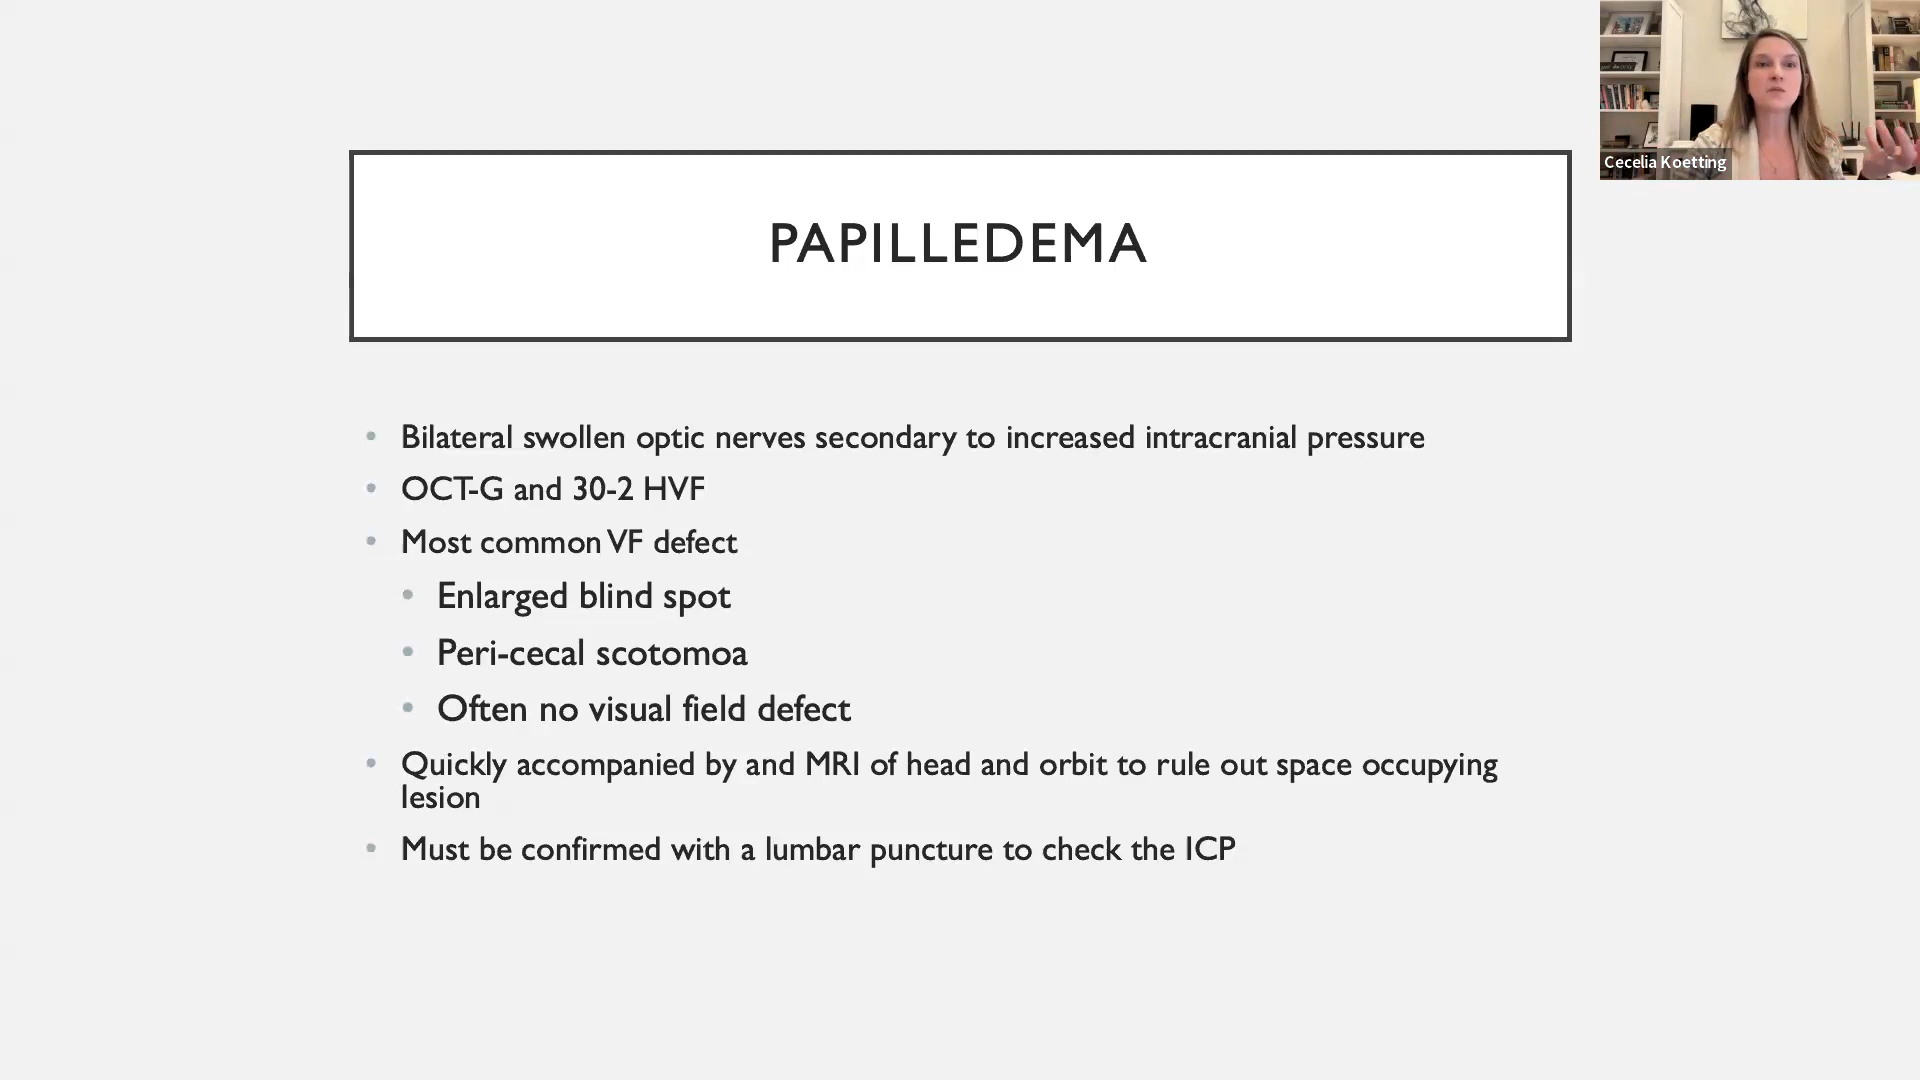 Cecelia Koetting
PAPILLEDEMA
• Bilateral swollen optic nerves secondary to increased intracranial pressure
• OCT-G and 30-2 HVF
• Most common VF defect
• Enlarged blind spot
• Peri-cecal scotomoa
• Often no visual field defect
• Quickly accompanied by and MRI of head and orbit to rule out space occupying
lesion
• Must be confirmed with a lumbar puncture to check the ICP